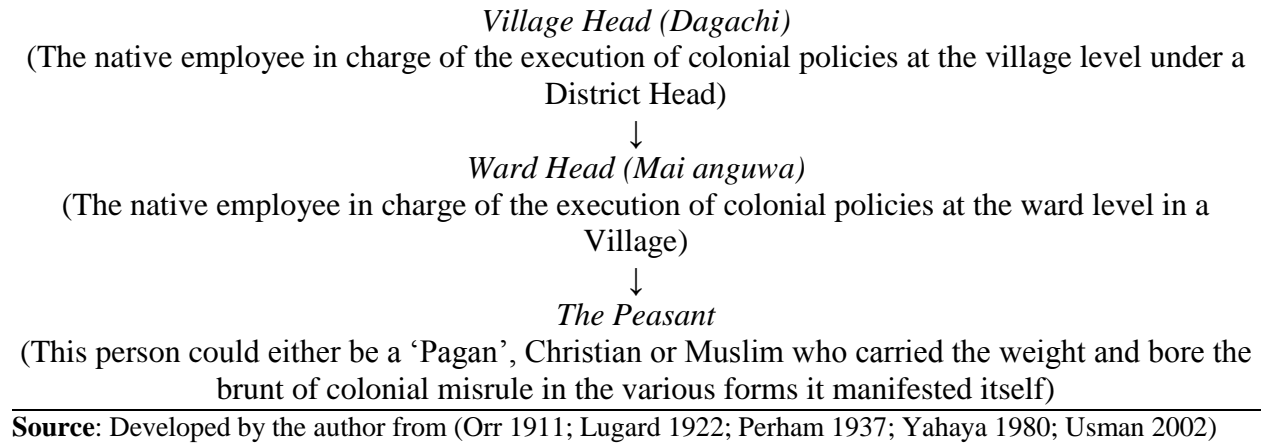 Village Head (Dagachi)
(The native employee in charge of the execution of colonial policies at the village level under a
District Head)
↓
Ward Head (Mai anguwa)
(The native employee in charge of the execution of colonial policies at the ward level in a
Village)
↓
The Peasant
(This person could either be a ‘Pagan’, Christian or Muslim who carried the weight and bore the
brunt of colonial misrule in the various forms it manifested itself)
Source: Developed by the author from (Orr 1911; Lugard 1922; Perham 1937; Yahaya 1980; Usman 2002)